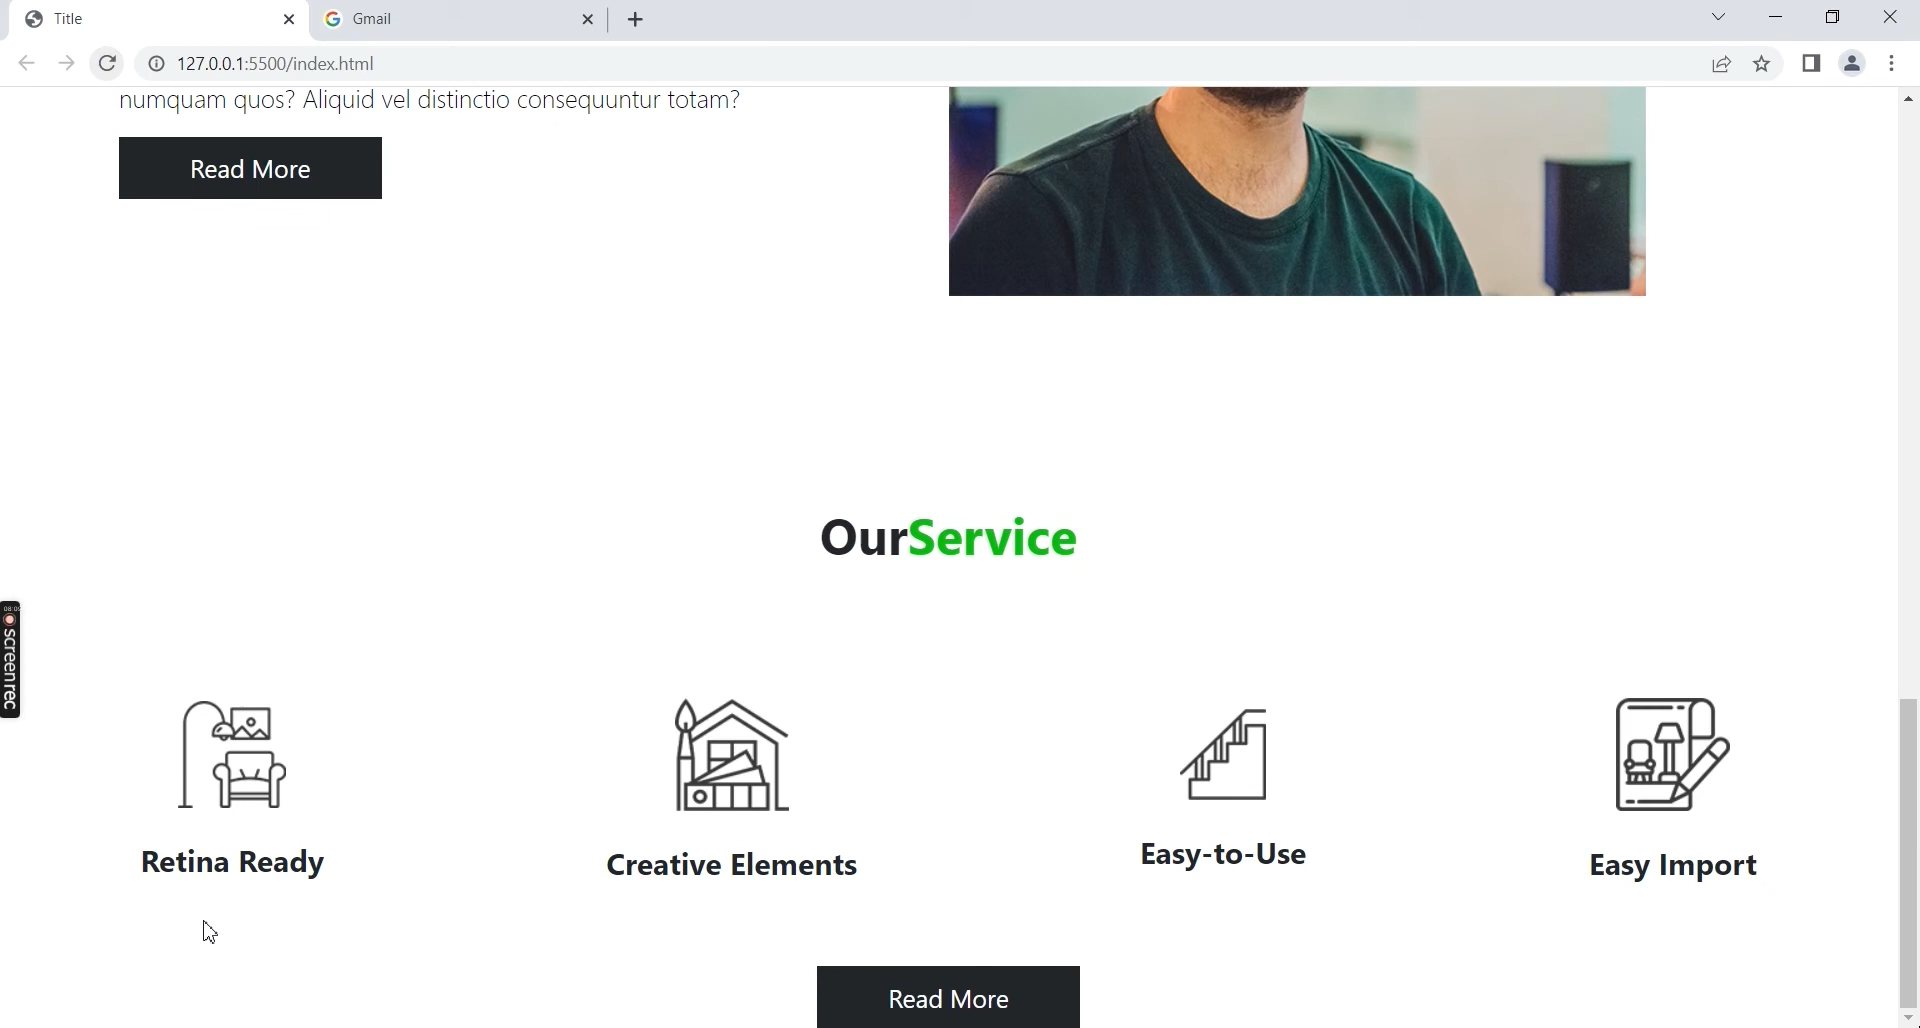 Title
Gmail
127.0.0.1:5500/index.html
numquam quos? Aliquid vel distinctio consequuntur totam?
Read More
OurService
screenrec
Retina Ready
Creative Elements
Easy-to-Use
Easy Import
Read More